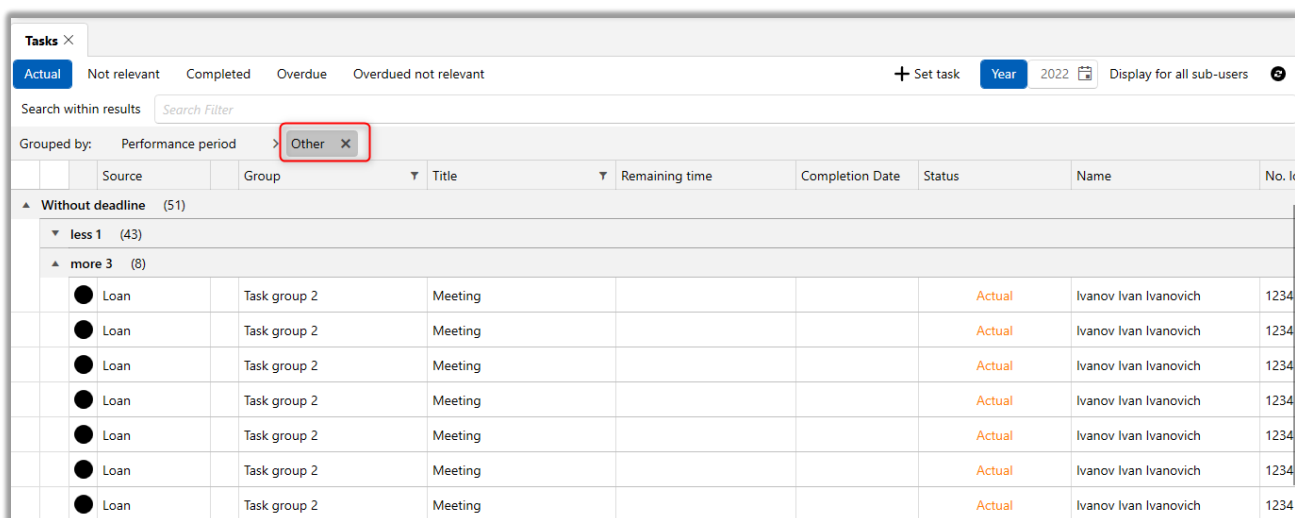 Tasks
Actual Not relevant Completed Overdue Overdued not relevant Set task Year 2022 Display for all sub-users
Search within results Search Filter
Grouped by: Performance period > Other
Source Group Title Remaining time Completion Date Status Name No.
Without deadline (51)
less 1 (43)
more 3 (8)
Loan Task group 2 Meeting Actual Ivanov Ivan Ivanovich 1234
Loan Task group 2 Meeting Actual Ivanov Ivan Ivanovich 1234
Loan Task group 2 Meeting Actual Ivanov Ivan Ivanovich 1234
Loan Task group 2 Meeting Actual Ivanov Ivan Ivanovich 1234
Loan Task group 2 Meeting Actual Ivanov Ivan Ivanovich 1234
Loan Task group 2 Meeting Actual Ivanov Ivan Ivanovich 1234
Loan Task group 2 Meeting Actual Ivanov Ivan Ivanovich 1234